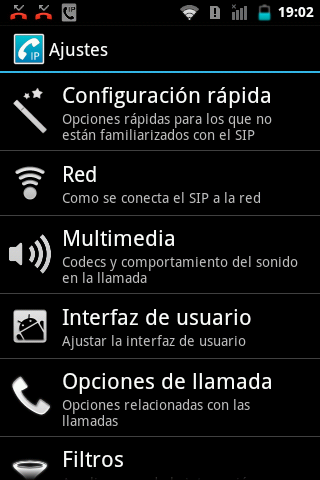 19:02
IP
Ajustes
Configuración rápida
Opciones rápidas para los que no
están familiarizados con el SIP
Red
Como se conecta el SIP a la red
Multimedia
Codecs y comportamiento del sonido
en la llamada
Interfaz de usuario
Ajustar la interfaz de usuario
Opciones de llamada
Opciones relacionadas con las
llamadas
Filtros